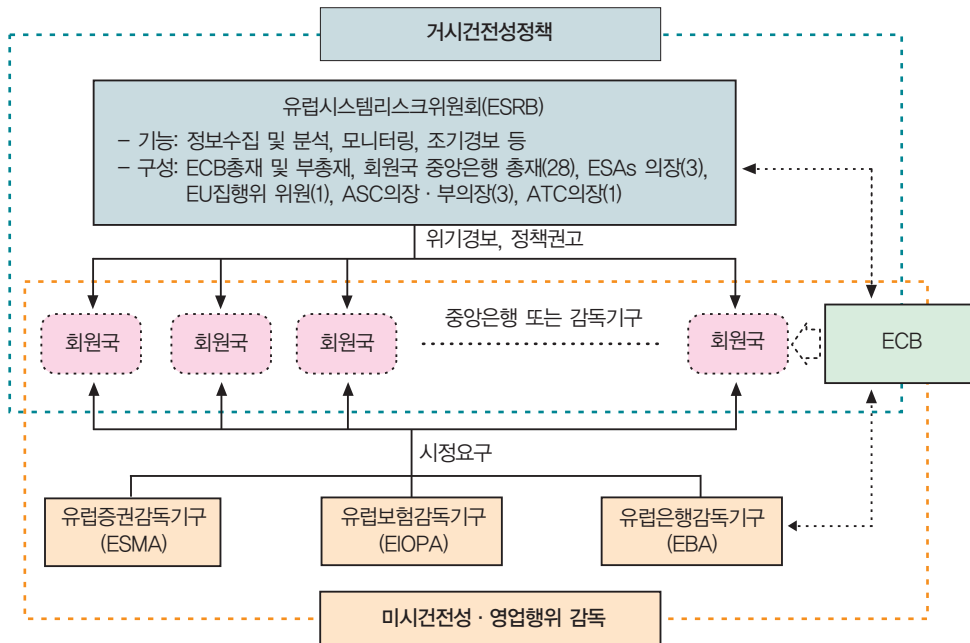 거시건전성정책
유럽시스템리스크위원회(ESRB)
– 기능: 정보수집 및 분석, 모니터링, 조기경보 등
– 구성: ECB총재 및 부총재, 회원국 중앙은행 총재(28), ESAs 의장(3),
EU집행위 위원(1), ASC의장 · 부의장(3), ATC의장(1)
위기경보, 정책권고
회원국
회원국
회원국
중앙은행 또는 감독기구
회원국
ECB
시정요구
유럽증권감독기구
(ESMA)
유럽보험감독기구
(EIOPA)
유럽은행감독기구
(EBA)
미시건전성 · 영업행위 감독